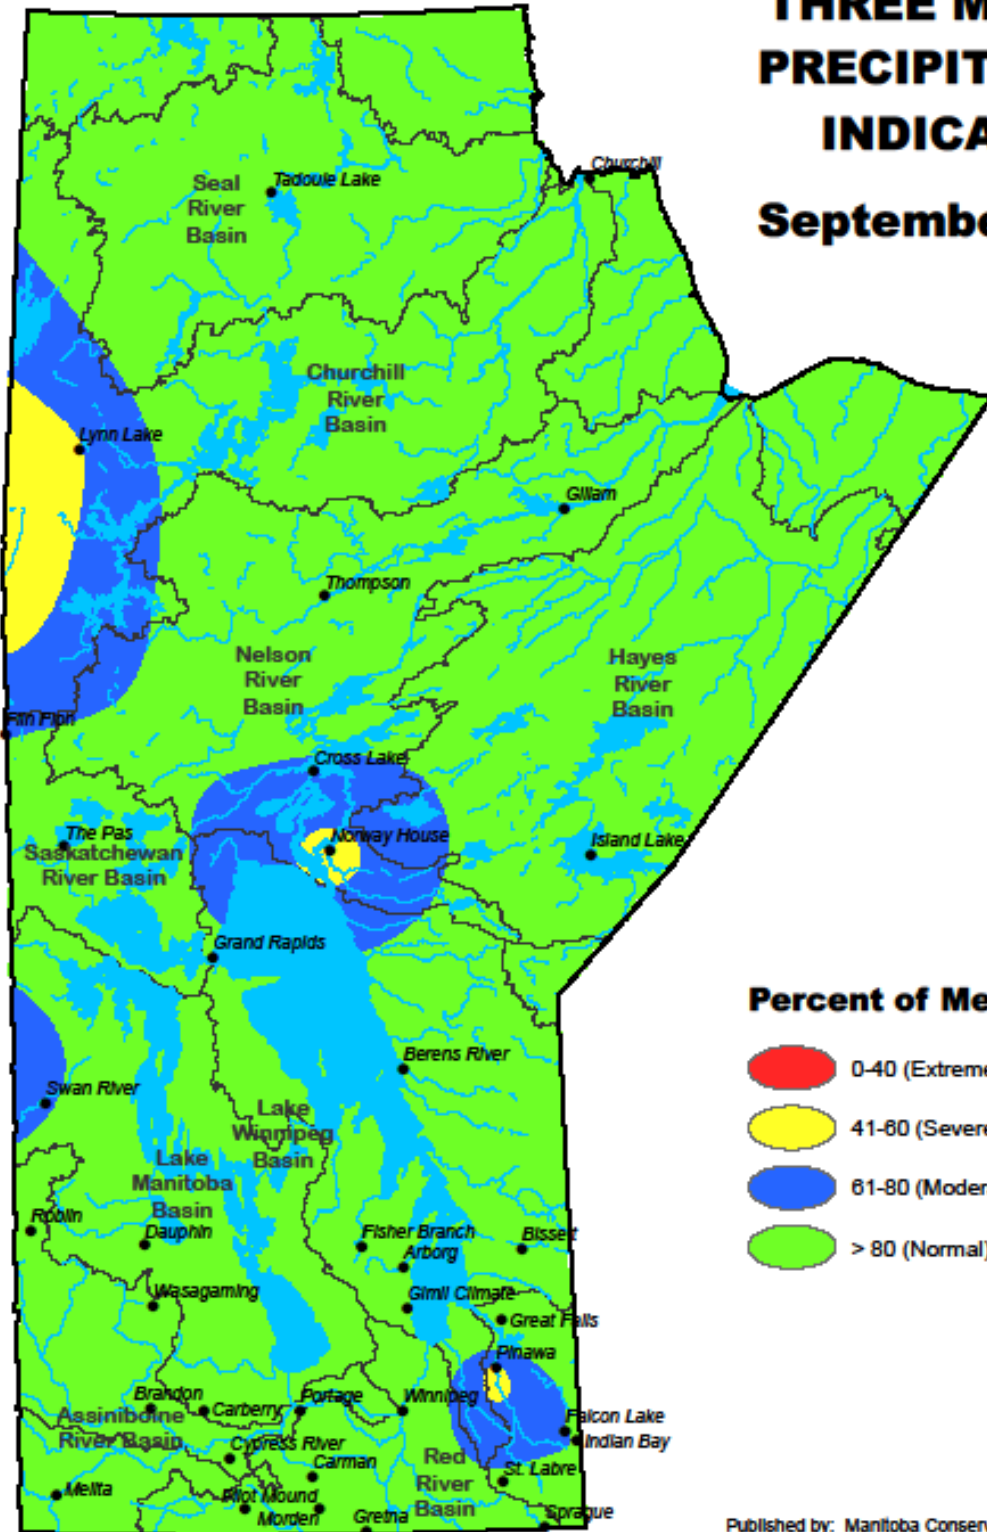 THREE M
PRECIPIT
INDICA
Septembe
Churchill
Tadoule Lake
Seal
River
Basin
Churchill
River
Basin
Lynn Lake
Gillam
Thompson
Nelson
River
Basin
Hayes
River
Basin
Flin Flon
Cross Lake
Norway House
The Pas
Saskatchewan
River Basin
Island Lake
Grand Rapids
Percent of Me
0-40 (Extreme
41-60 (Severe
61-80 (Moder
> 80 (Normal)
Berens River
Swan River
Lake
Winnipeg
Basin
Lake
Manitoba
Basin
Roblin
Dauphin
Fisher Branch
Arborg
Bissett
Wasagaming
Gimli Climate
Great Falls
Pinawa
Brandon
Carberry
Portage
Winnipeg
Falcon Lake
Indian Bay
Assiniboine
River Basin
Cypress River
Carman
Red
River
Basin
St. Labre
Melita
Pilot Mound
Morden
Gretna
Sprague
Published by: Manitoba Conserv